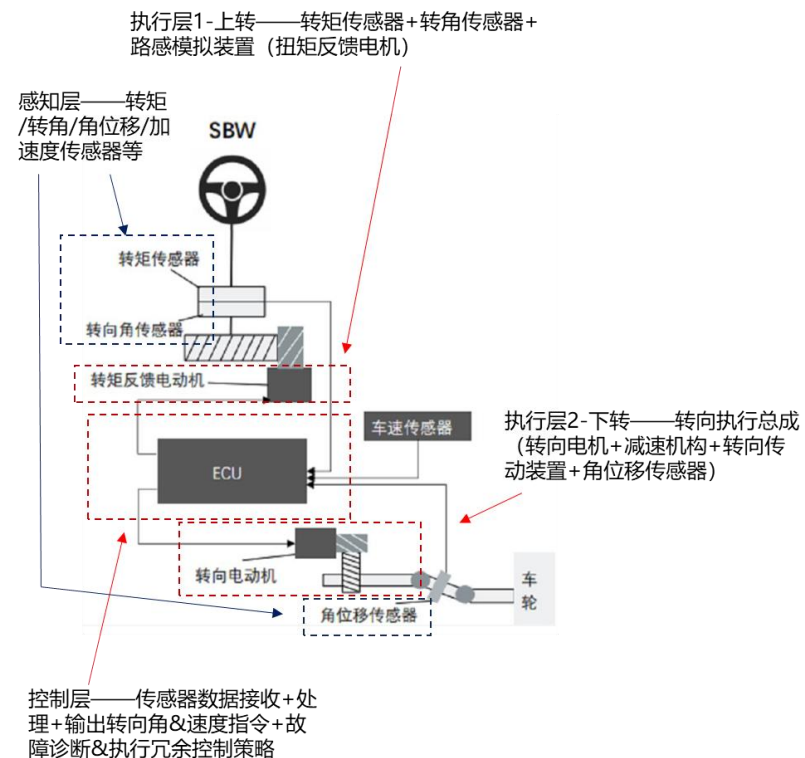 执行层1-上转——转矩传感器+转角传感器+
路感模拟装置（扭矩反馈电机）
感知层——转矩
/转角/角位移/加
速度传感器等
SBW
转矩传感器
转向角传感器
转矩反馈电动机
车速传感器
ECU
执行层2-下转——转向执行总成
（转向电机+减速机构+转向传
动装置+角位移传感器）
转向电动机
车
轮
角位移传感器
控制层——传感器数据接收+处
理+输出转向角&速度指令+故
障诊断&执行冗余控制策略